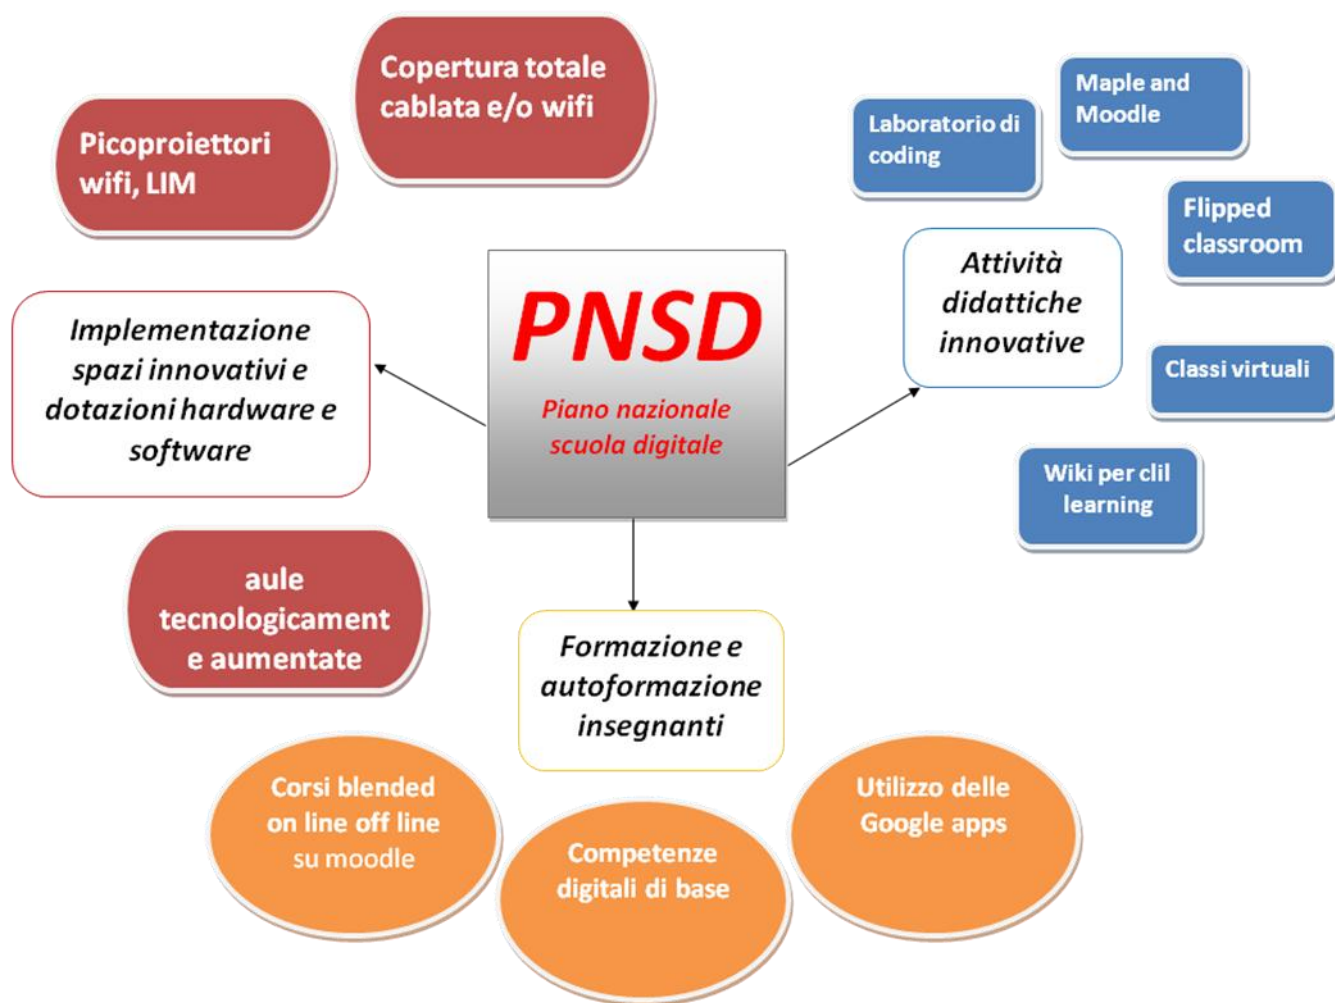 Copertura totale
cablata e/o wifi
Picoproiettori
wifi, LIM
Implementazione
spazi innovativi e
dotazioni hardware e
software
aule
tecnologicament
e aumentate
PNSD
Piano nazionale
scuola digitale
Attività
didattiche
innovative
Laboratorio di
coding
Maple and
Moodle
Flipped
classroom
Classi virtuali
Wiki per clil
learning
Formazione e
autoformazione
insegnanti
Corsi blended
on line off line
su moodle
Competenze
digitali di base
Utilizzo delle
Google apps